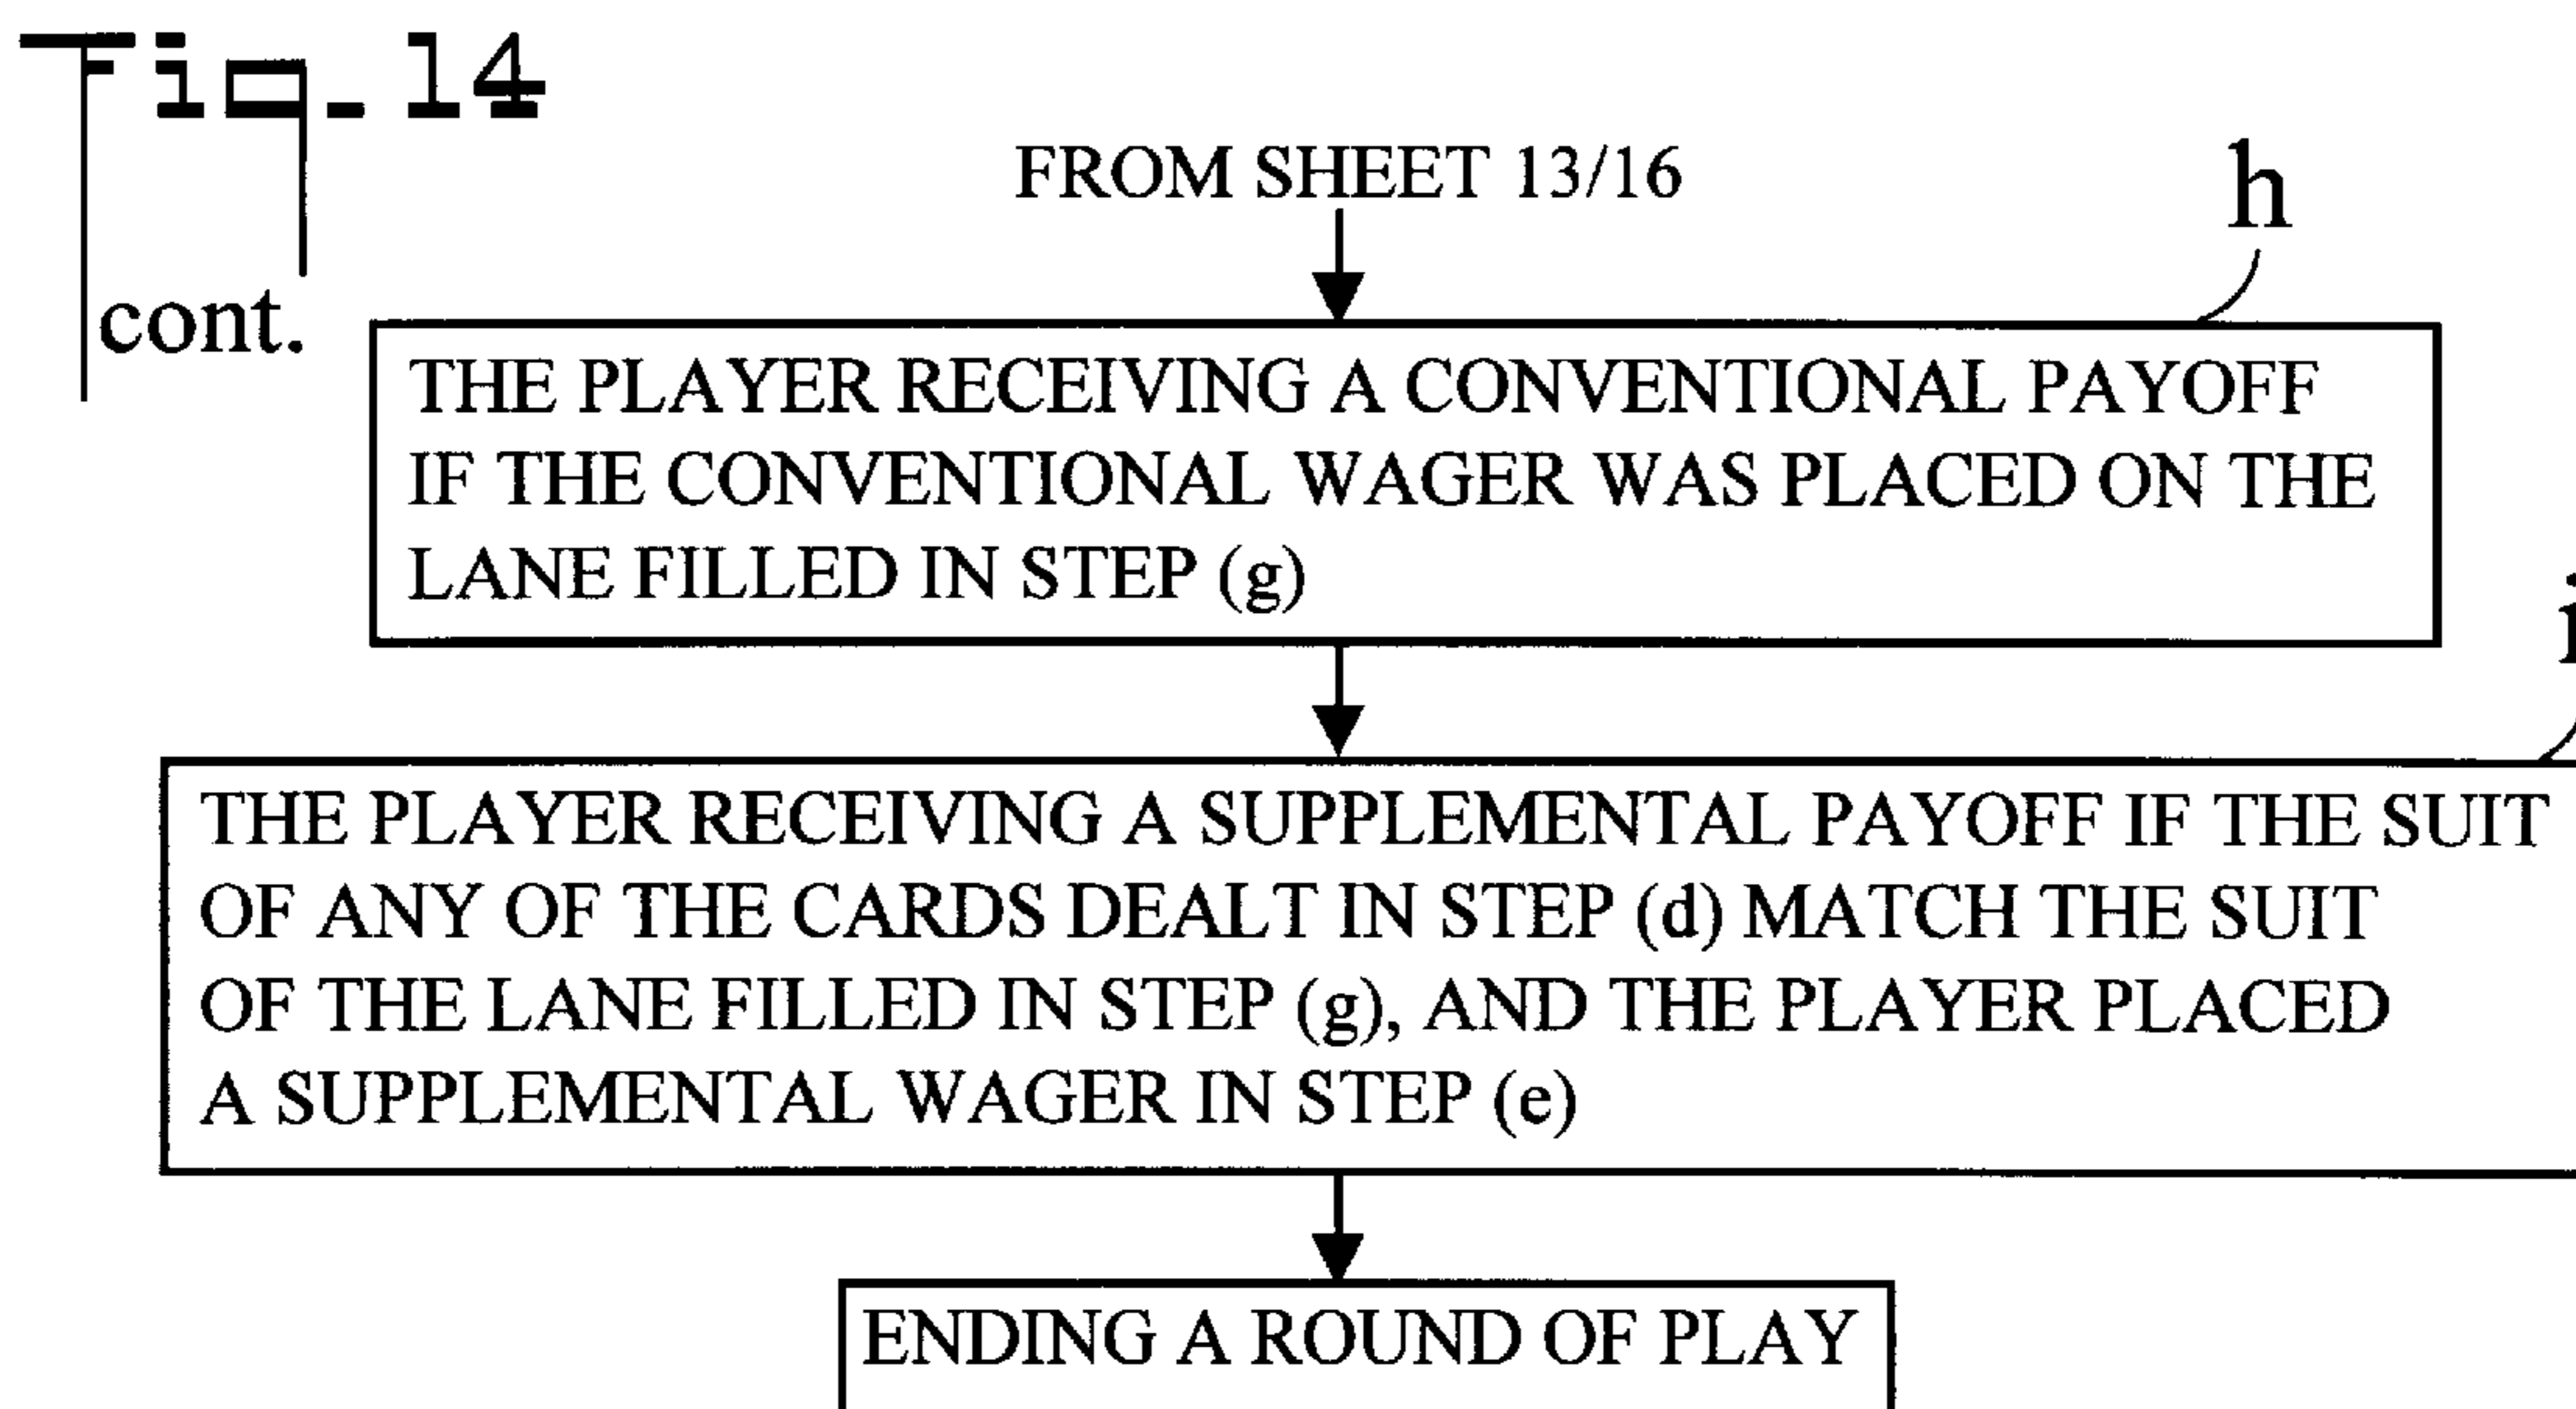 Fig. 14
cont.
FROM SHEET 13/16
h
THE PLAYER RECEIVING A CONVENTIONAL PAYOFF
IF THE CONVENTIONAL WAGER WAS PLACED ON THE
LANE FILLED IN STEP (g)
i
THE PLAYER RECEIVING A SUPPLEMENTAL PAYOFF IF THE SUIT
OF ANY OF THE CARDS DEALT IN STEP (d) MATCH THE SUIT
OF THE LANE FILLED IN STEP (g), AND THE PLAYER PLACED
A SUPPLEMENTAL WAGER IN STEP (e)
ENDING A ROUND OF PLAY